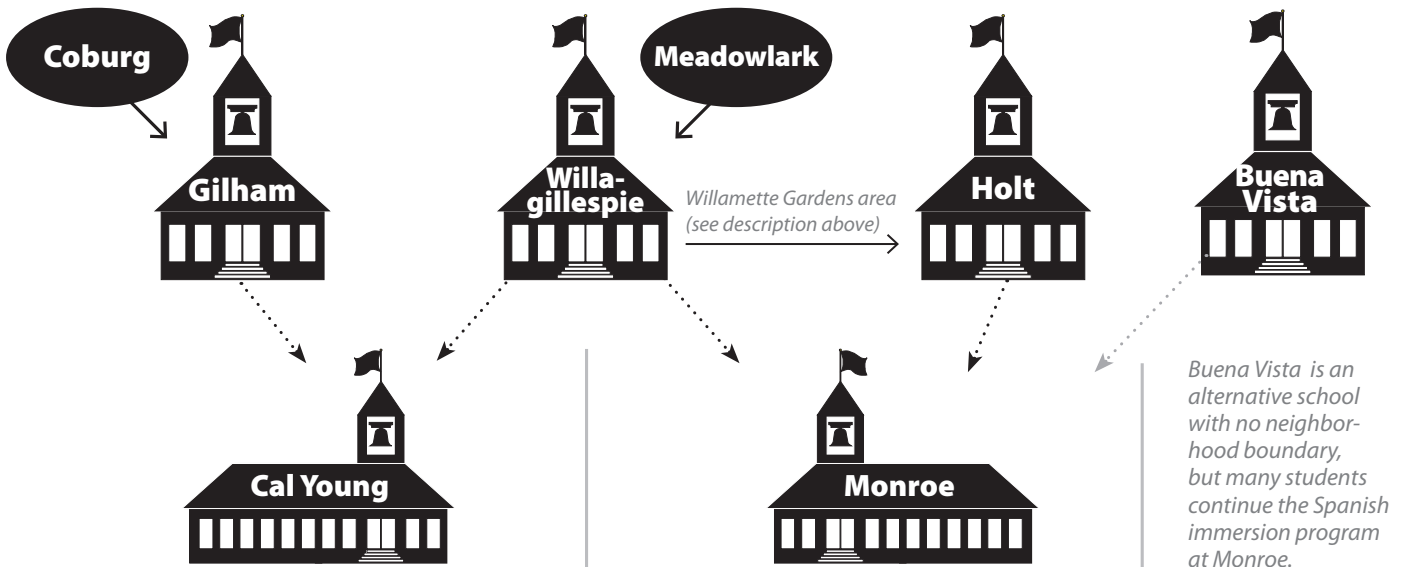 Coburg
Meadowlark
Gilham
Willa-
gillespie
Willamette Gardens area
(see description above)
Holt
Buena
Vista
Cal Young
Monroe
Buena Vista is an
alternative school
with no neighbor-
hood boundary,
but many students
continue the Spanish
immersion program
at Monroe.